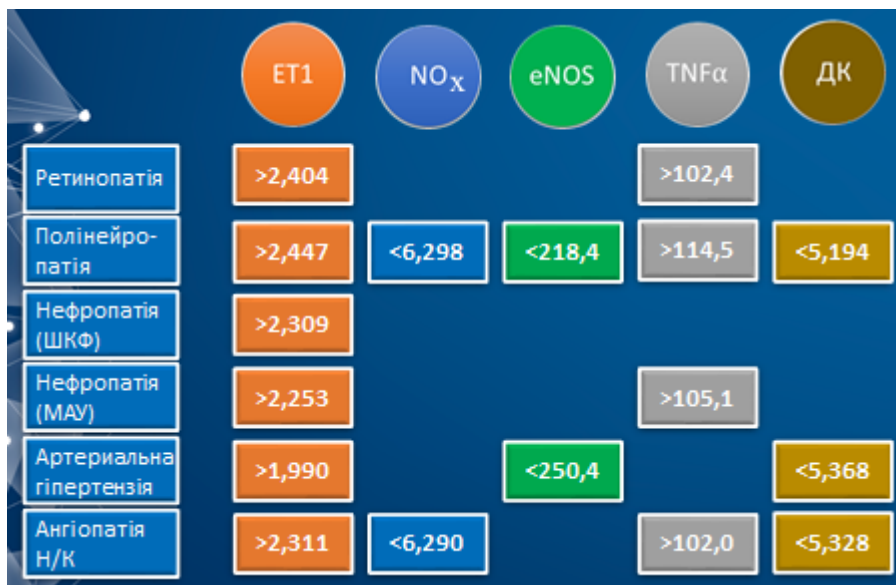 ET1 NOx eNOS TNFα ДК
Ретинопатія >2,404 >102,4
Полінейро-
патія >2,447 <6,298 <218,4 >114,5 <5,194
Нефропатія
(ШКФ) >2,309
Нефропатія
(МАУ) >2,253 >105,1
Артериальна
гіпертензія >1,990 <250,4 <5,368
Ангіопатія
Н/К >2,311 <6,290 >102,0 <5,328